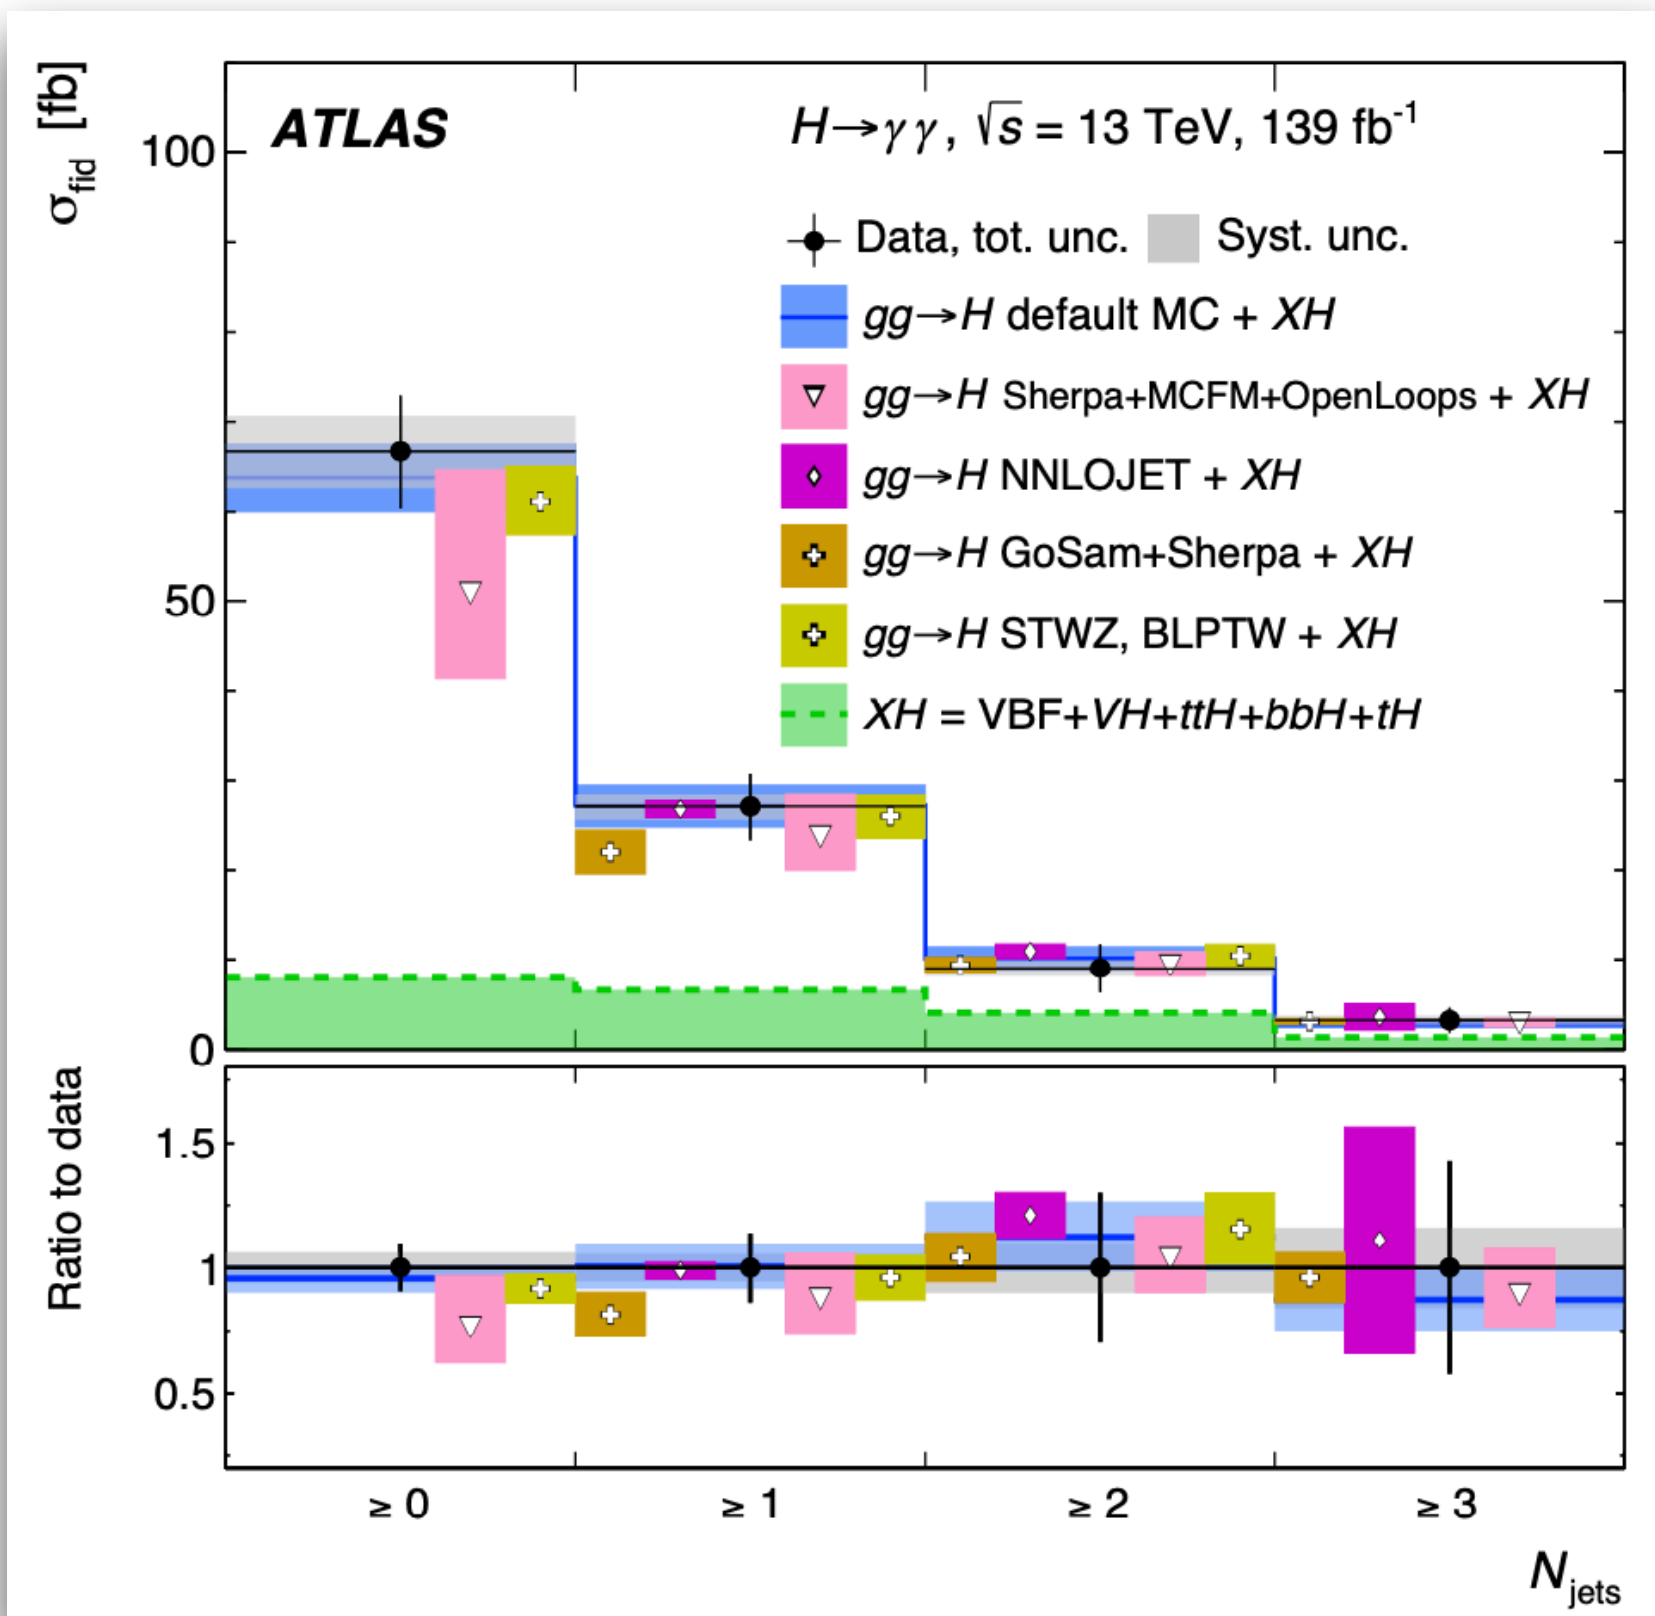 σfid [fb]
ATLAS
H→γγ, √s = 13 TeV, 139 fb-1
Data, tot. unc. Syst. unc.
gg→H default MC + XH
gg→H Sherpa+MCFM+OpenLoops + XH
gg→H NNLOJET + XH
gg→H GoSam+Sherpa + XH
gg→H STWZ, BLPTW + XH
XH = VBF+VH+ttH+bbH+tH
100
50
0
Ratio to data
1.5
1
0.5
≥ 0 ≥ 1 ≥ 2 ≥ 3
Njets